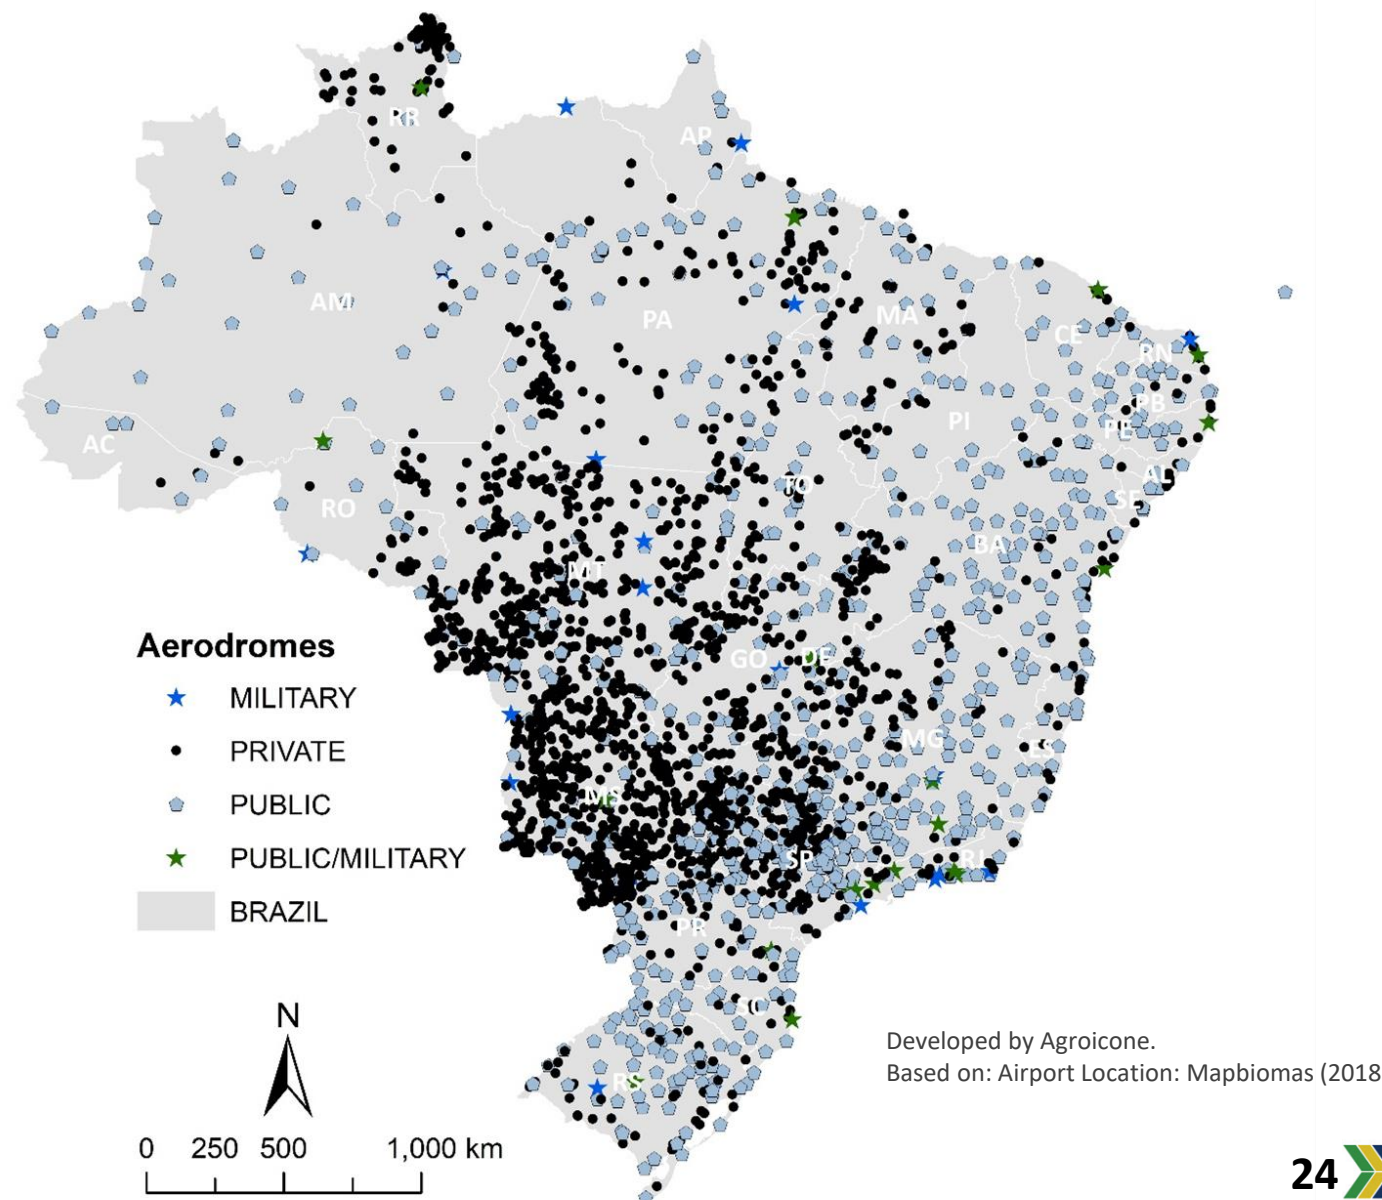 RR
AP
AM
PA
MA
CE
RN
PB
PE
PI
AC
AL
SE
TO
RO
BA
MT
Aerodromes
GO
DF
MILITARY
PRIVATE
MG
ES
MS
PUBLIC
PUBLIC/MILITARY
SP
RJ
BRAZIL
PR
SC
N
Developed by Agroicone.
Based on: Airport Location: Mapbiomas (2018
RS
0 250 500 1,000 km
24